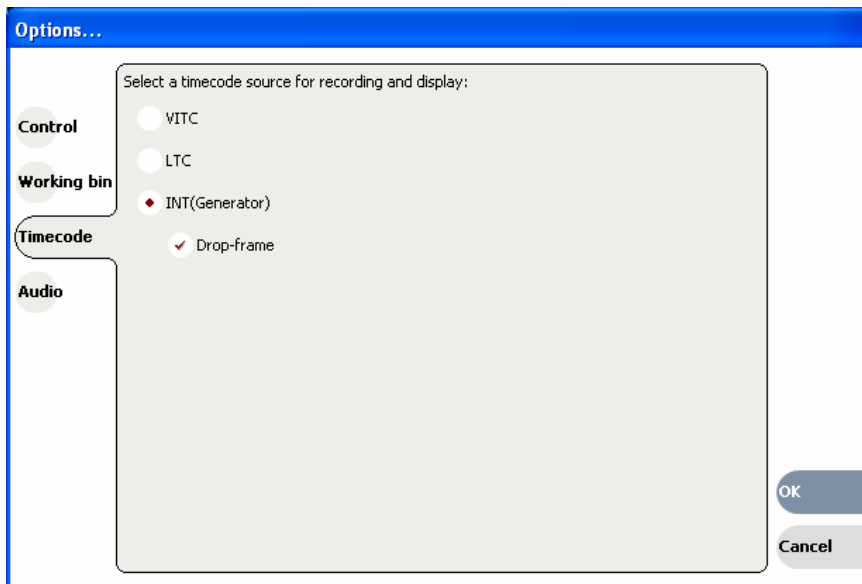 Options...
Select a timecode source for recording and display:
VITC
LTC
INT(Generator)
Drop-frame
Control
Working bin
Timecode
Audio
OK
Cancel